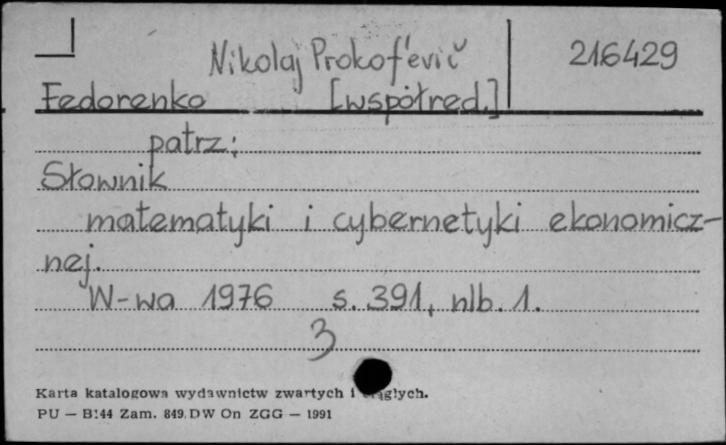 Nikolaj Prokof'evič 216429
Fedorenko [współred.]
patrz:
Słownik
matematyki i cybernetyki ekonomicz-
nej.
W-wa 1976 s. 391, nlb. 1.
3
Karta katalogowa wydawnictw zwartych i ciągłych.
PU — B144 Zam. 849. DW On ZGG — 1991